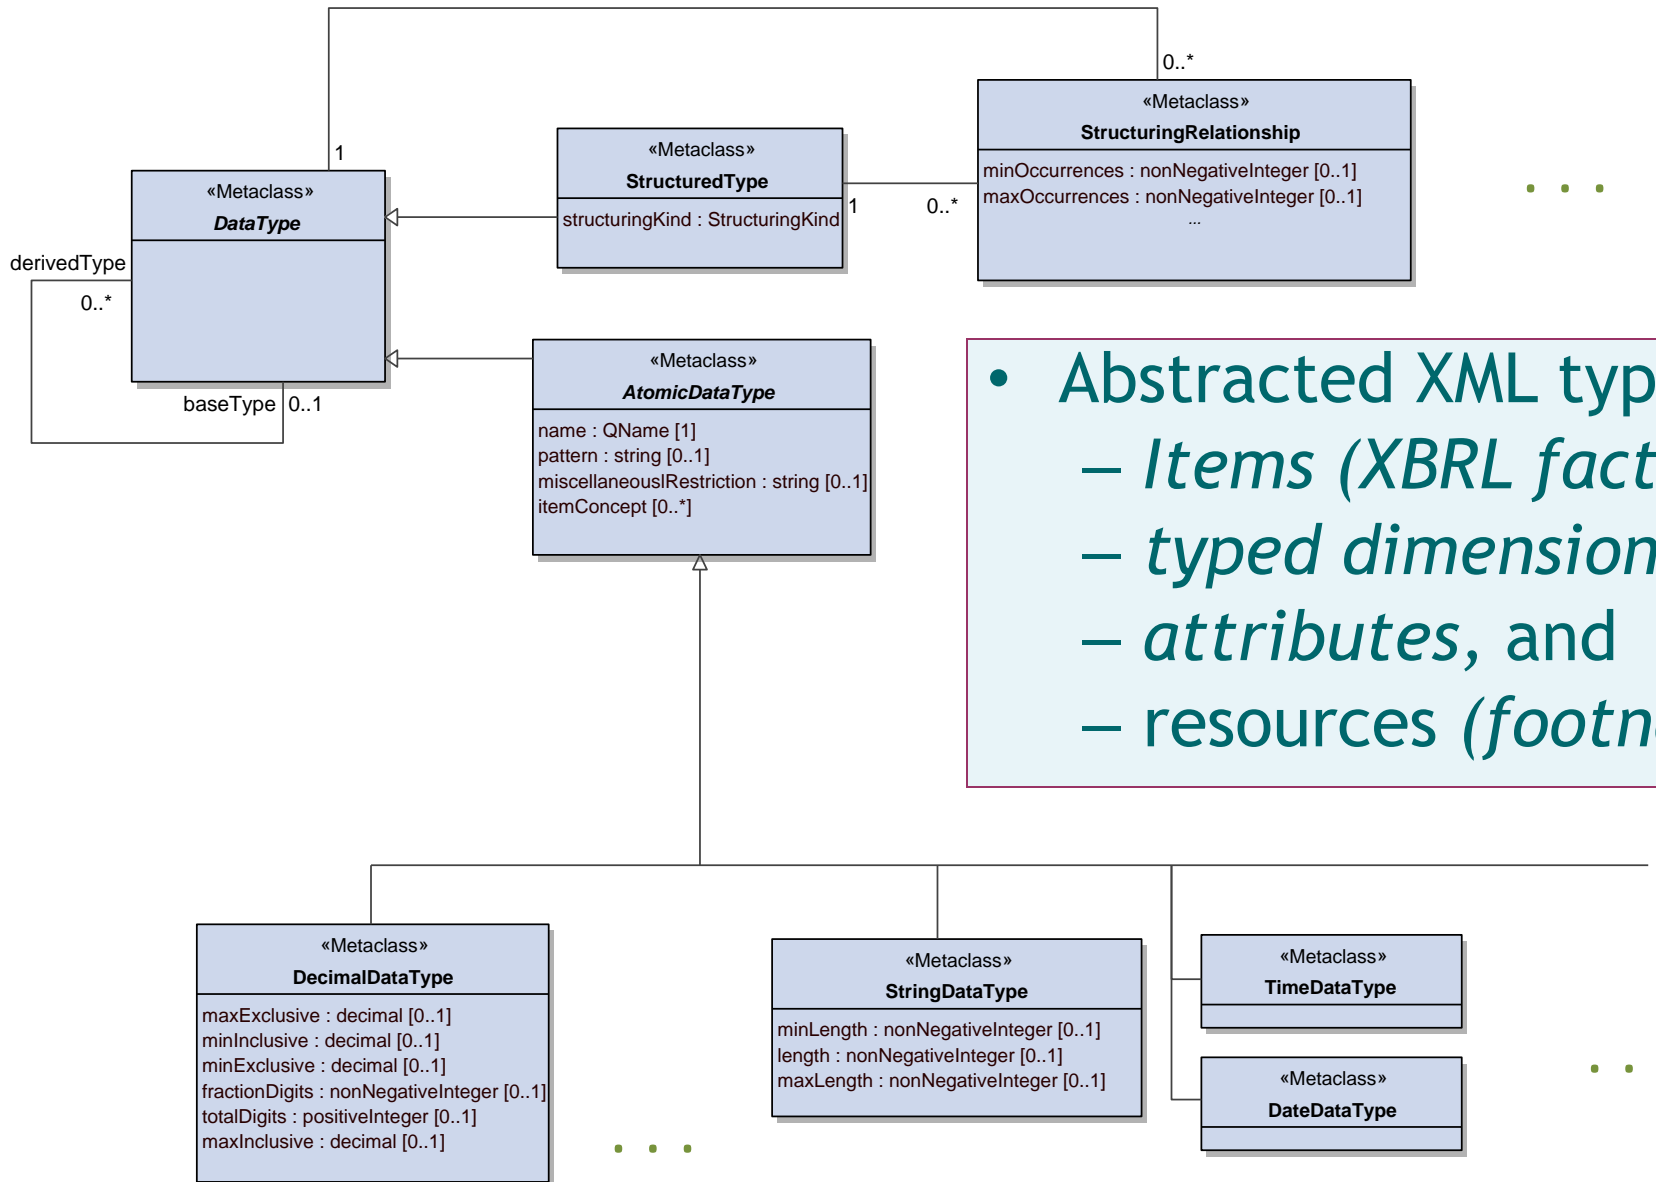 0..*
«Metaclass»
StructuringRelationship
minOccurrences : nonNegativeInteger [0..1]
maxOccurrences : nonNegativeInteger [0..1]
...
. . .
1
«Metaclass»
StructuredType
structuringKind : StructuringKind
1
0..*
«Metaclass»
DataType
derivedType
0..*
baseType
0..1
«Metaclass»
AtomicDataType
name : QName [1]
pattern : string [0..1]
miscellaneouslRestriction : string [0..1]
itemConcept [0..*]
• Abstracted XML typ
– Items (XBRL fact
– typed dimension
– attributes, and
– resources (footn
«Metaclass»
DecimalDataType
maxExclusive : decimal [0..1]
minInclusive : decimal [0..1]
minExclusive : decimal [0..1]
fractionDigits : nonNegativeInteger [0..1]
totalDigits : positiveInteger [0..1]
maxInclusive : decimal [0..1]
. . .
«Metaclass»
StringDataType
minLength : nonNegativeInteger [0..1]
length : nonNegativeInteger [0..1]
maxLength : nonNegativeInteger [0..1]
«Metaclass»
TimeDataType
«Metaclass»
DateDataType
. .